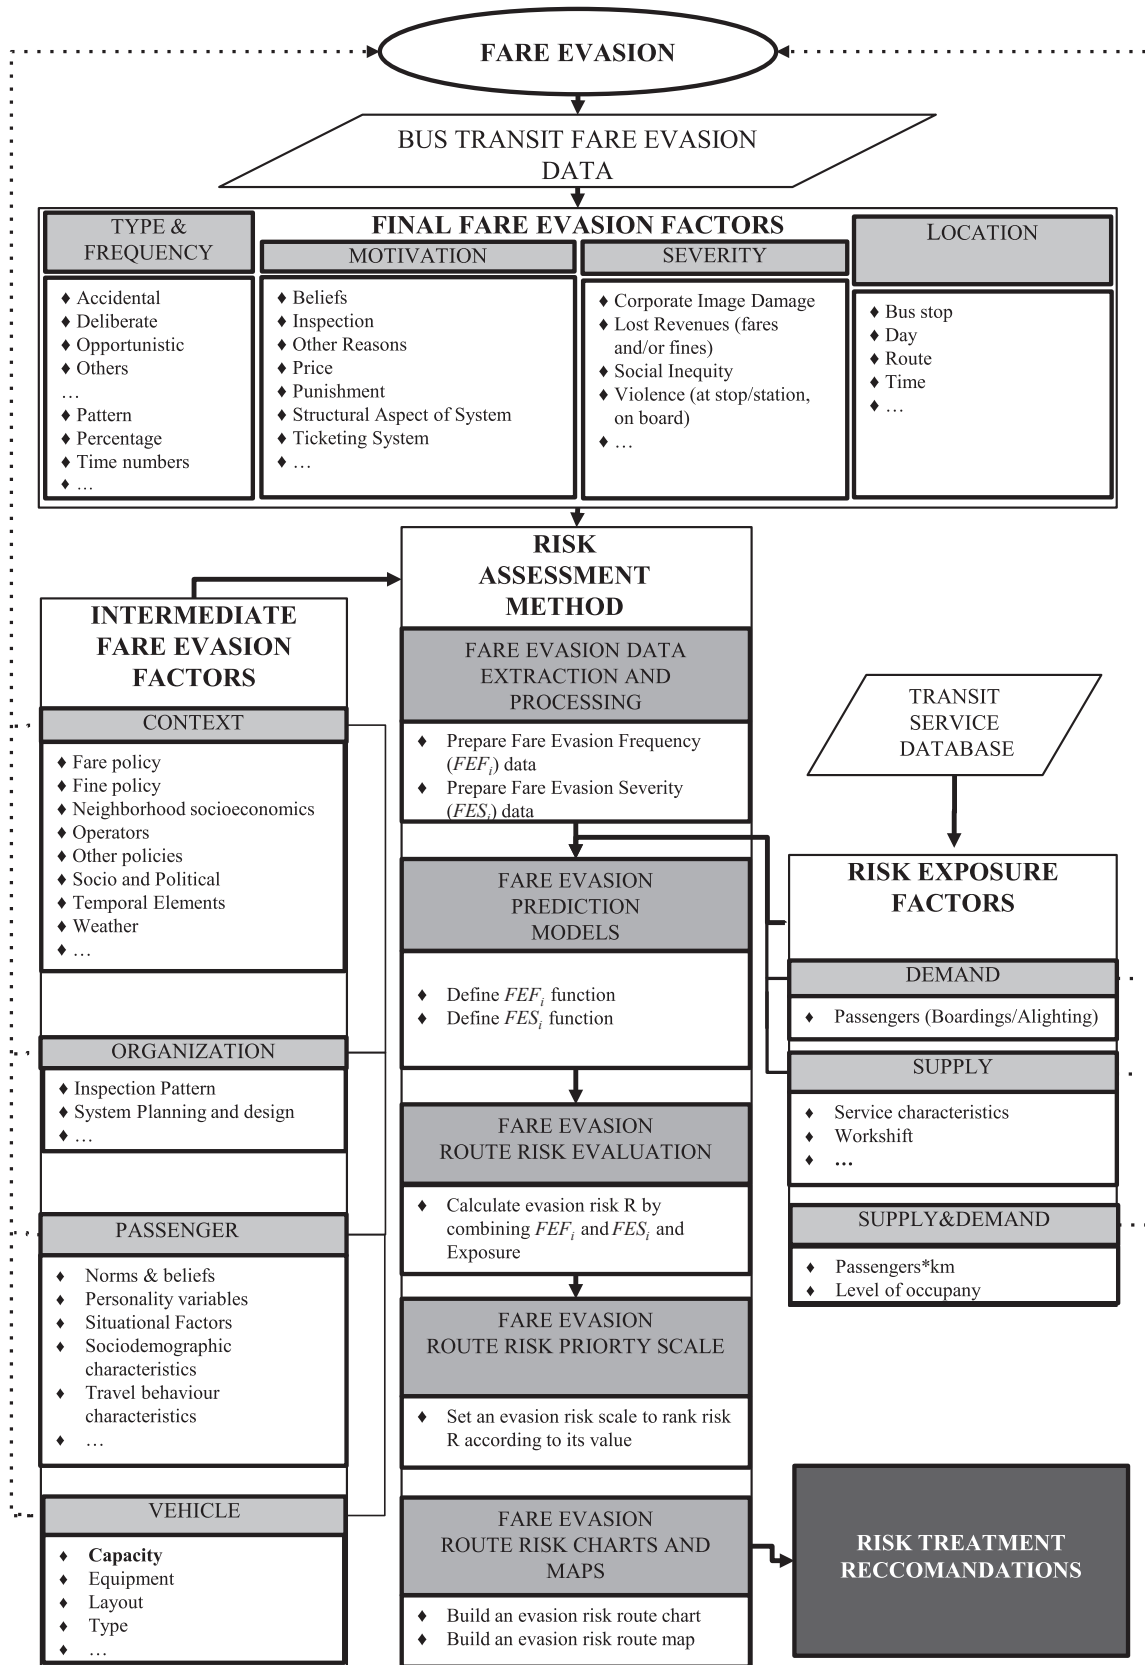 FARE EVASION
BUS TRANSIT FARE EVASION
DATA
FINAL FARE EVASION FACTORS
TYPE &
FREQUENCY
♦ Accidental
♦ Deliberate
♦ Opportunistic
♦ Others
…
♦ Pattern
♦ Percentage
♦ Time numbers
♦ …
MOTIVATION
♦ Beliefs
♦ Inspection
♦ Other Reasons
♦ Price
♦ Punishment
♦ Structural Aspect of System
♦ Ticketing System
♦ …
SEVERITY
♦ Corporate Image Damage
♦ Lost Revenues (fares
and/or fines)
♦ Social Inequity
♦ Violence (at stop/station,
on board)
♦ …
LOCATION
♦ Bus stop
♦ Day
♦ Route
♦ Time
♦ …
INTERMEDIATE
FARE EVASION
FACTORS
CONTEXT
♦ Fare policy
♦ Fine policy
♦ Neighborhood socioeconomics
♦ Operators
♦ Other policies
♦ Socio and Political
♦ Temporal Elements
♦ Weather
♦ …
ORGANIZATION
♦ Inspection Pattern
♦ System Planning and design
♦ …
PASSENGER
♦ Norms & beliefs
♦ Personality variables
♦ Situational Factors
♦ Sociodemographic
characteristics
♦ Travel behaviour
characteristics
♦ …
VEHICLE
♦ Capacity
♦ Equipment
♦ Layout
♦ Type
♦ …
RISK
ASSESSMENT
METHOD
FARE EVASION DATA
EXTRACTION AND
PROCESSING
♦ Prepare Fare Evasion Frequency
(FEFi) data
♦ Prepare Fare Evasion Severity
(FESi) data
FARE EVASION
PREDICTION
MODELS
♦ Define FEFi function
♦ Define FESi function
FARE EVASION
ROUTE RISK EVALUATION
♦ Calculate evasion risk R by
combining FEFi and FESi and
Exposure
FARE EVASION
ROUTE RISK PRIORTY SCALE
♦ Set an evasion risk scale to rank risk
R according to its value
FARE EVASION
ROUTE RISK CHARTS AND
MAPS
♦ Build an evasion risk route chart
♦ Build an evasion risk route map
TRANSIT
SERVICE
DATABASE
RISK EXPOSURE
FACTORS
DEMAND
♦ Passengers (Boardings/Alighting)
SUPPLY
♦ Service characteristics
♦ Workshift
♦ …
SUPPLY&DEMAND
♦ Passengers*km
♦ Level of occupany
RISK TREATMENT
RECCOMANDATIONS